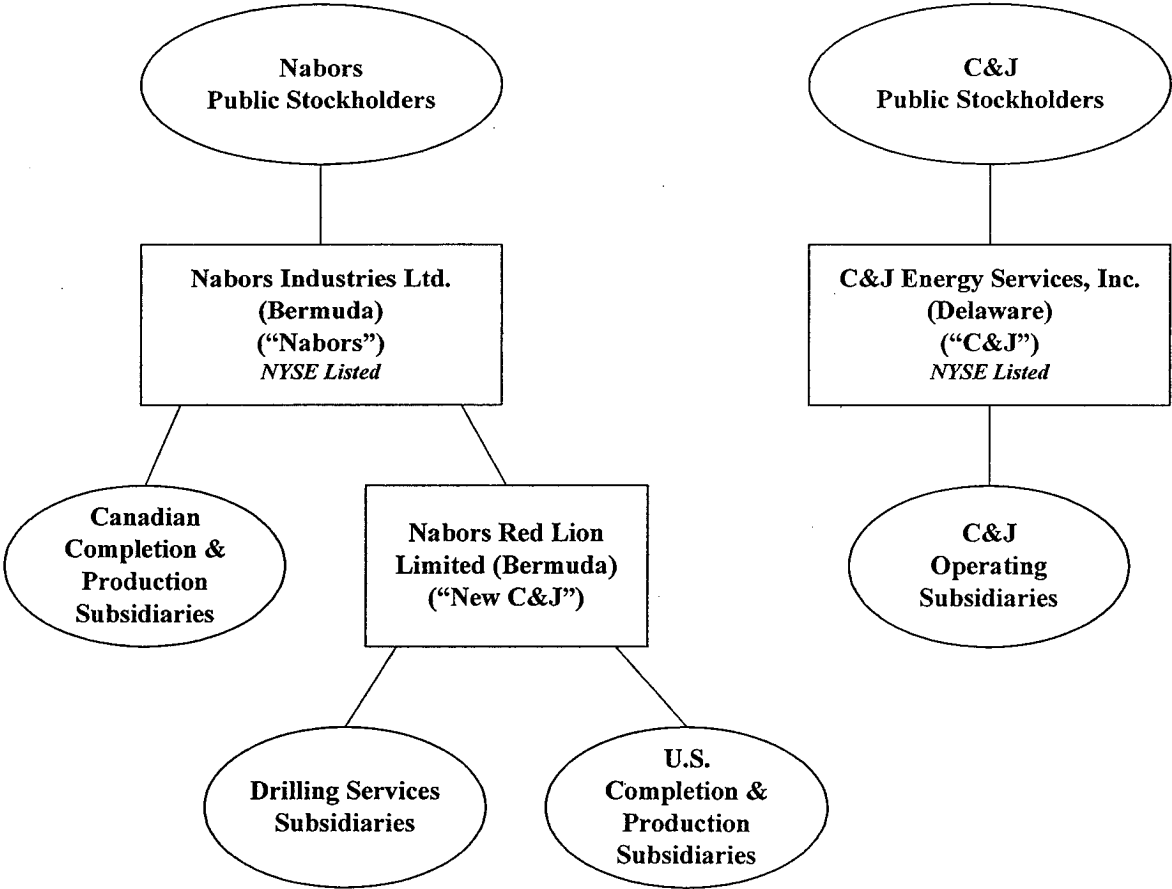 Nabors
Public Stockholders
C&J
Public Stockholders
Nabors Industries Ltd.
(Bermuda)
(“Nabors”)
NYSE Listed
C&J Energy Services, Inc.
(Delaware)
(“C&J”)
NYSE Listed
Canadian
Completion &
Production
Subsidiaries
Nabors Red Lion
Limited (Bermuda)
(“New C&J”)
C&J
Operating
Subsidiaries
Drilling Services
Subsidiaries
U.S.
Completion &
Production
Subsidiaries